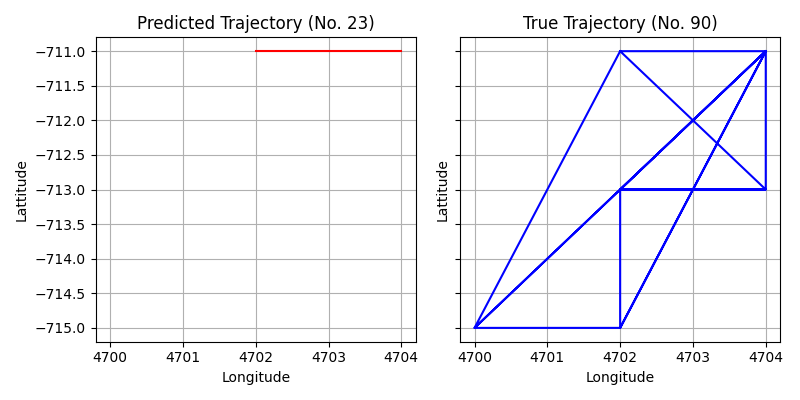 Predicted Trajectory (No. 23)
True Trajectory (No. 90)
−711.0
−711.5
−712.0
−712.5
−713.0
−713.5
−714.0
−714.5
−715.0
Lattitude
Lattitude
4700 4701 4702 4703 4704
4700 4701 4702 4703 4704
Longitude
Longitude